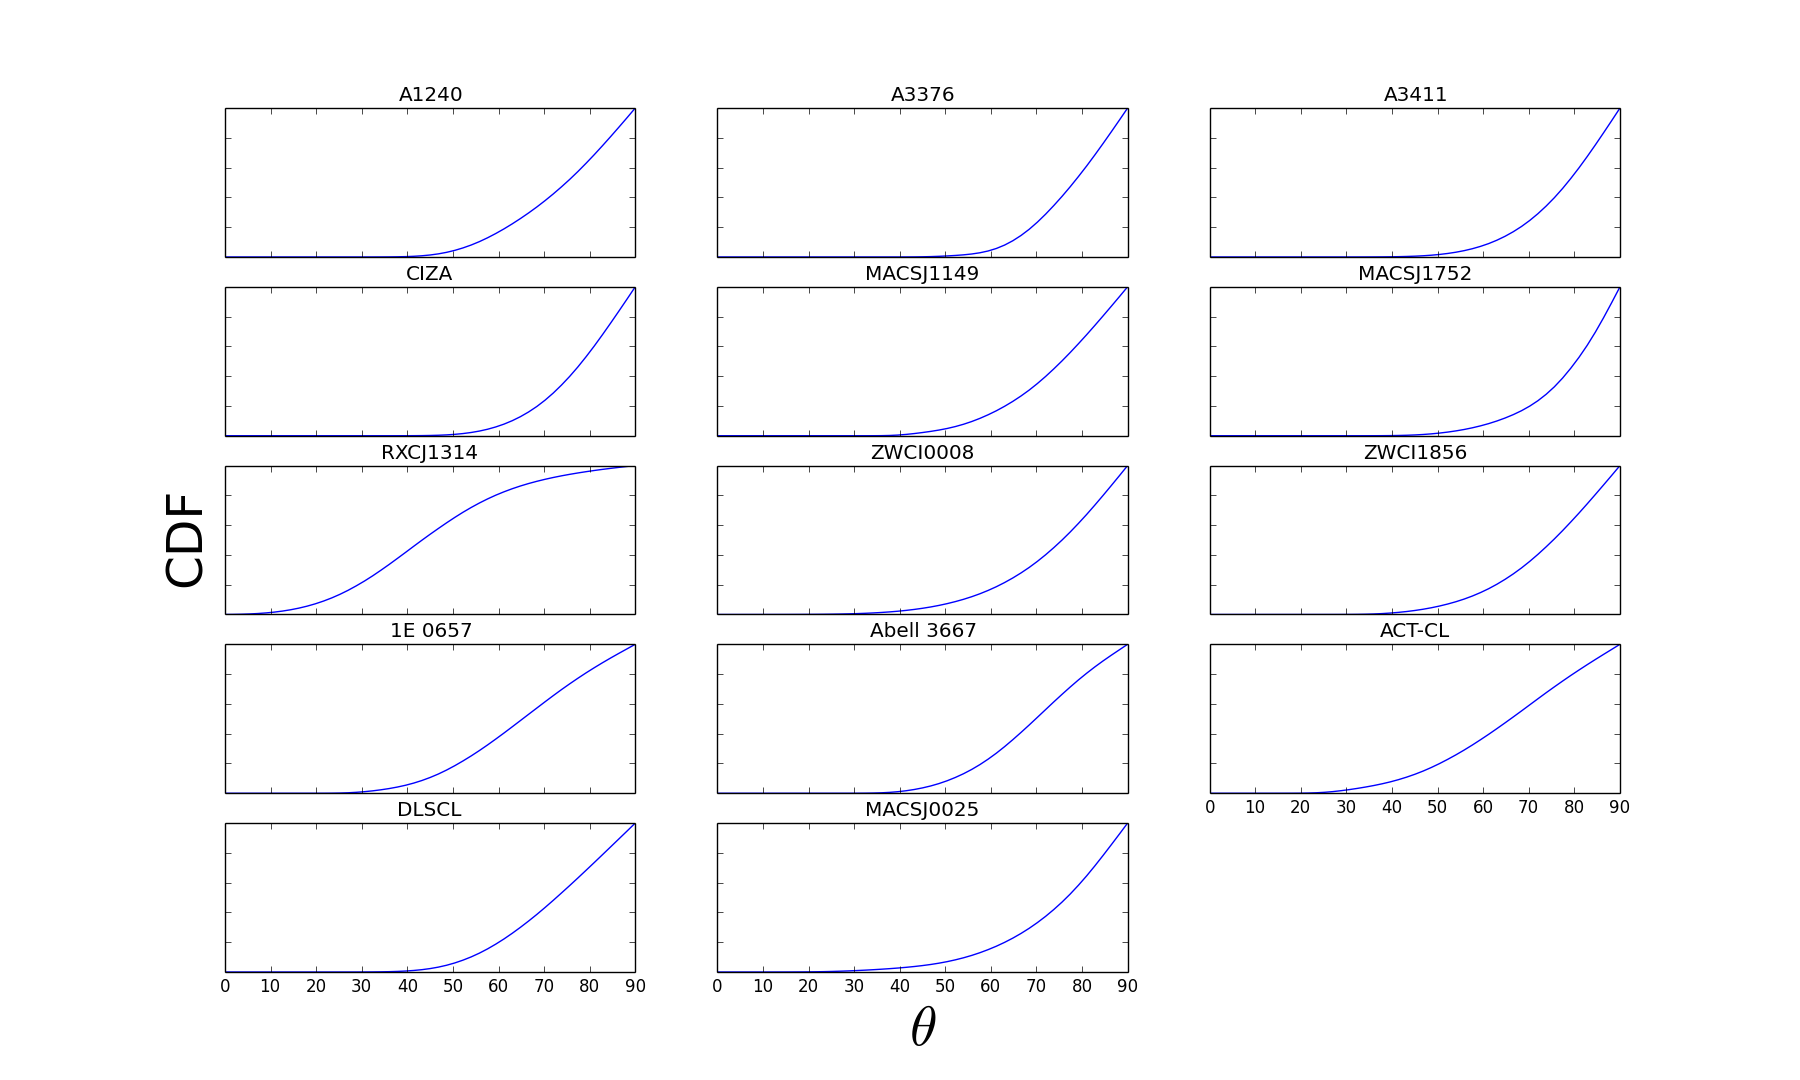 A1240 A3376 A3411
CIZA MACSJ1149 MACSJ1752
RXCJ1314 ZWCI0008 ZWCI1856
CDF
1E 0657 Abell 3667 ACT-CL
0 10 20 30 40 50 60 70 80 90
DLSCL MACSJ0025
0 10 20 30 40 50 60 70 80 90 0 10 20 30 40 50 60 70 80 90
θ